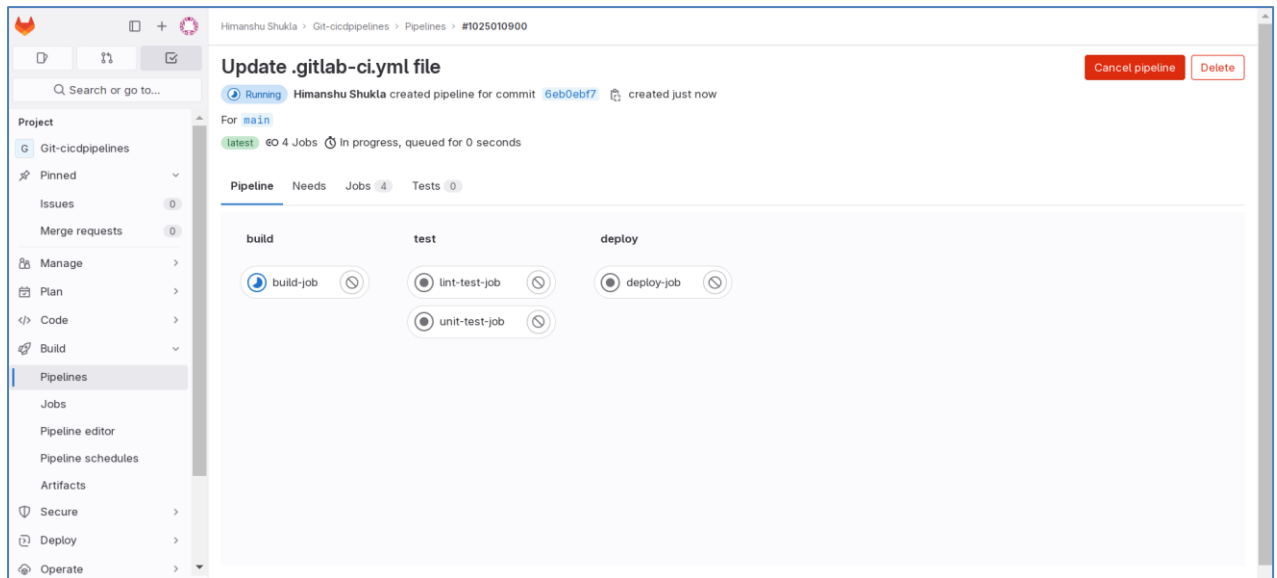 Himanshu Shukla > Git-cicdpipelines > Pipelines > #1025010900
Search or go to...
Project
G Git-cicdpipelines
Pinned
Issues 0
Merge requests 0
Manage
Plan
Code
Build
Pipelines
Jobs
Pipeline editor
Pipeline schedules
Artifacts
Secure
Deploy
Operate
Update .gitlab-ci.yml file
Cancel pipeline Delete
Running Himanshu Shukla created pipeline for commit 6eb0ebf7 created just now
For main
latest 4 Jobs In progress, queued for 0 seconds
Pipeline Needs Jobs 4 Tests 0
build test deploy
build-job lint-test-job deploy-job
unit-test-job